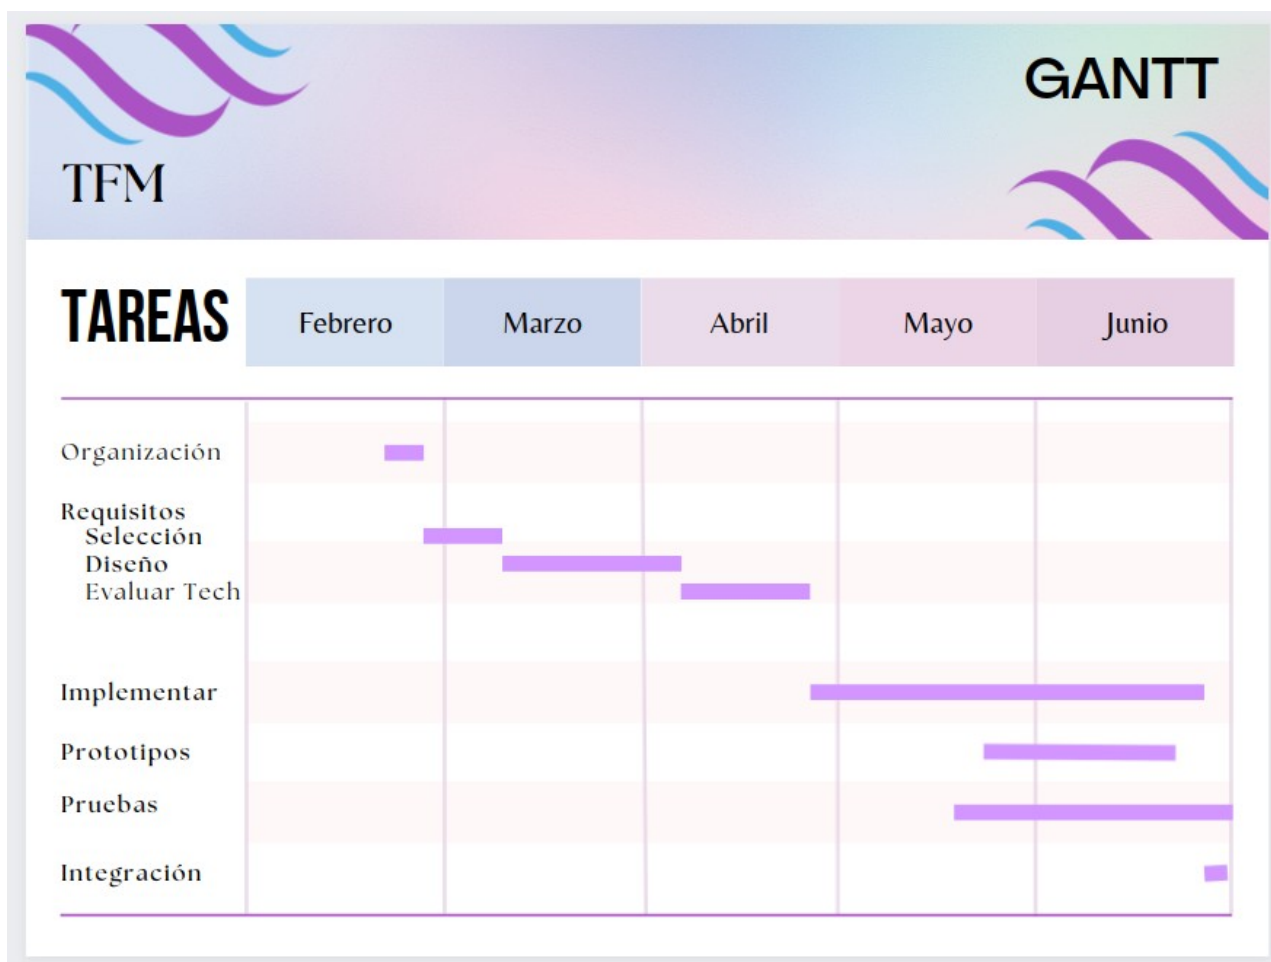 GANTT
TFM
TAREAS
Febrero
Marzo
Abril
Mayo
Junio
Organización
Requisitos
Selección
Diseño
Evaluar Tech
Implementar
Prototipos
Pruebas
Integración